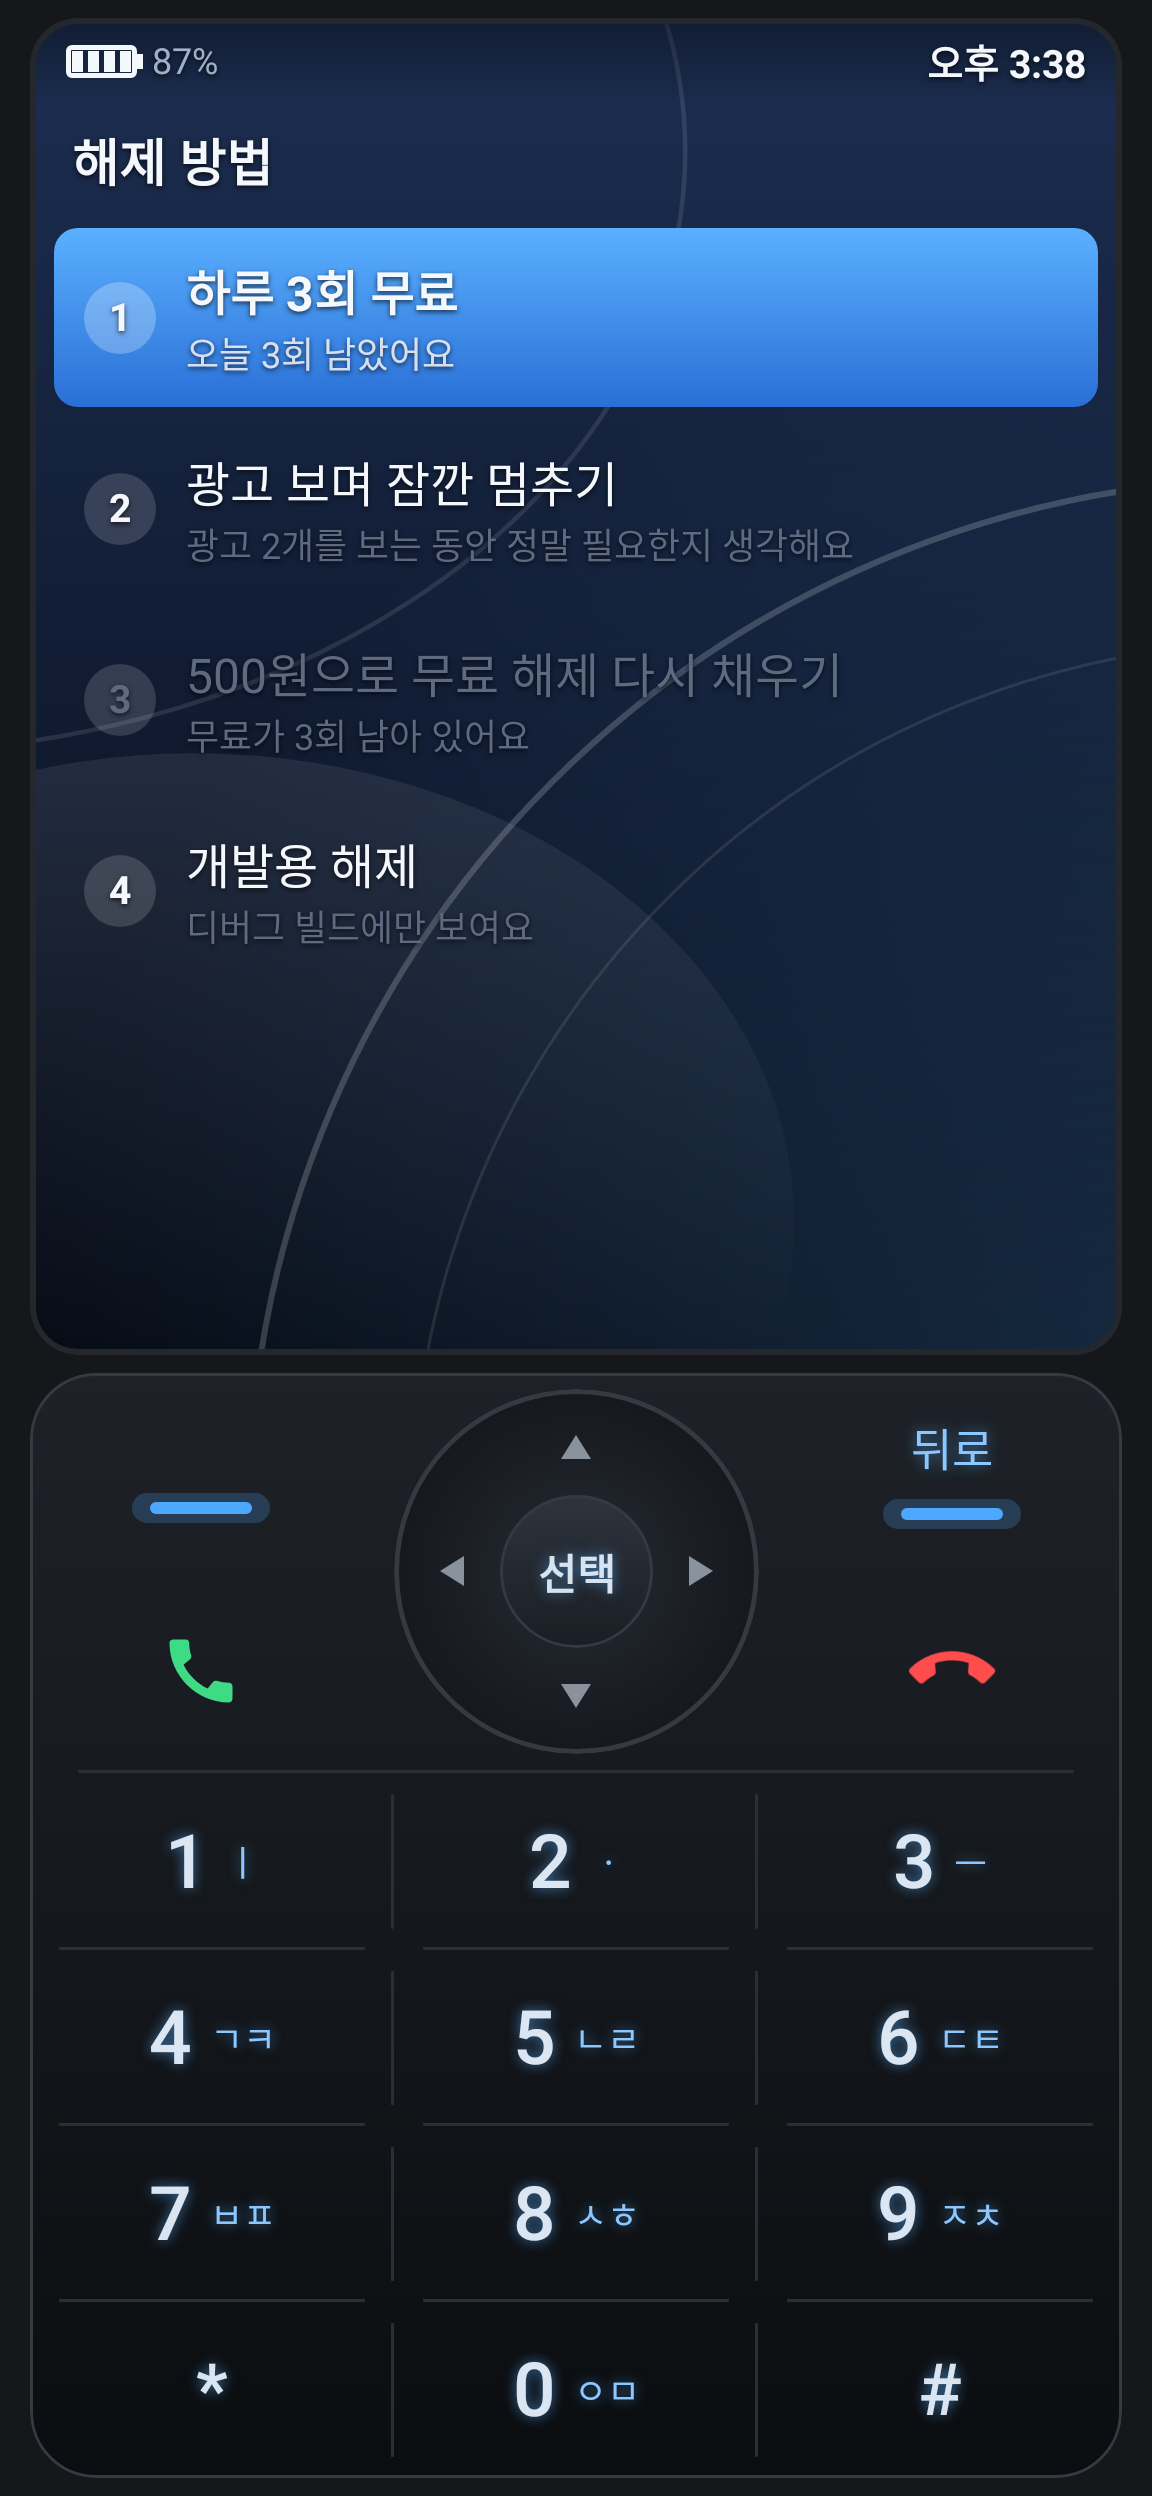 87%
오후 3:38
해제 방법
1
하루 3회 무료
오늘 3회 남았어요
2
광고 보며 잠깐 멈추기
광고 2개를 보는 동안 정말 필요한지 생각해요
3
500원으로 무료 해제 다시 채우기
무료가 3회 남아 있어요
4
개발용 해제
디버그 빌드에만 보여요
뒤로
선택
1 ㅣ
2 ·
3 ㅡ
4 ㄱㅋ
5 ㄴㄹ
6 ㄷㅌ
7 ㅂㅍ
8 ㅅㅎ
9 ㅈㅊ
*
0 ㅇㅁ
#